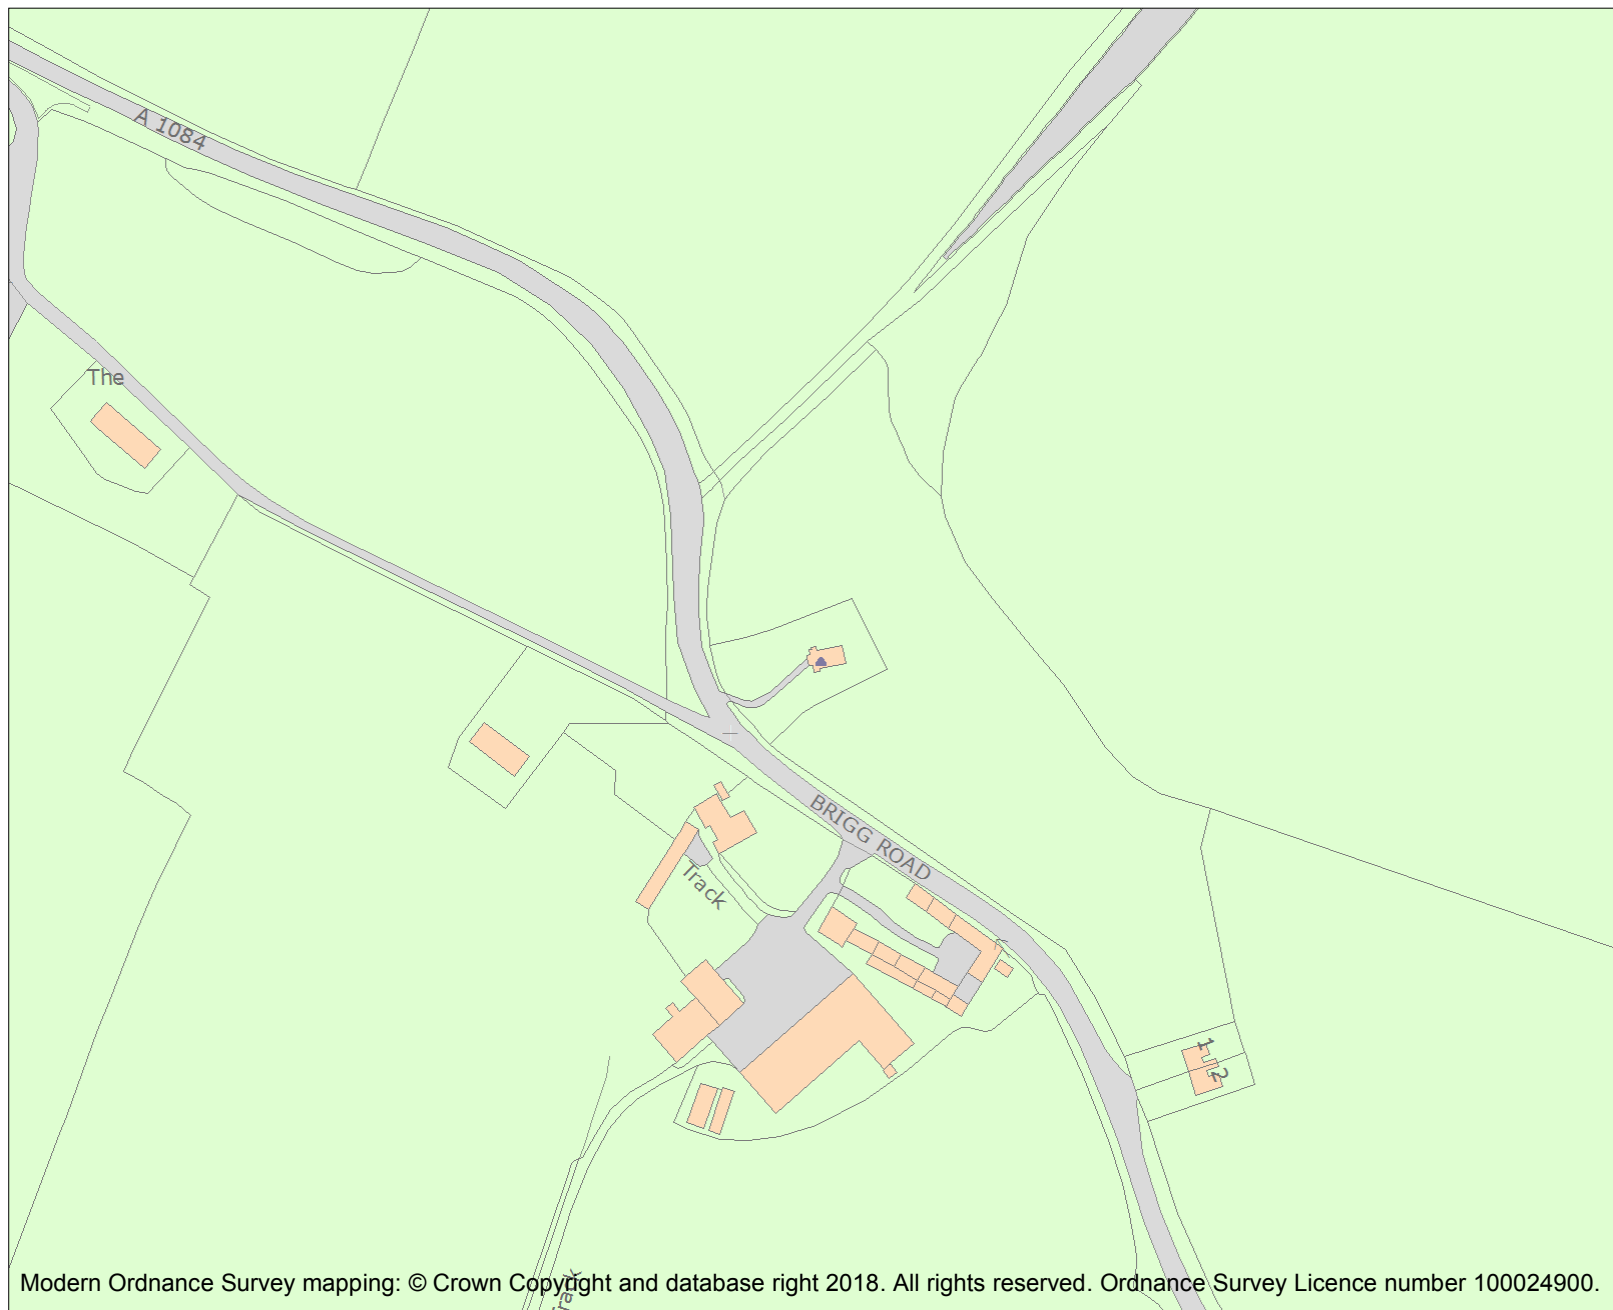 A 1084
The
BRIGG ROAD
Track
1
2
Track
Modern Ordnance Survey mapping: © Crown Copyright and database right 2018. All rights reserved. Ordnance Survey Licence number 100024900.